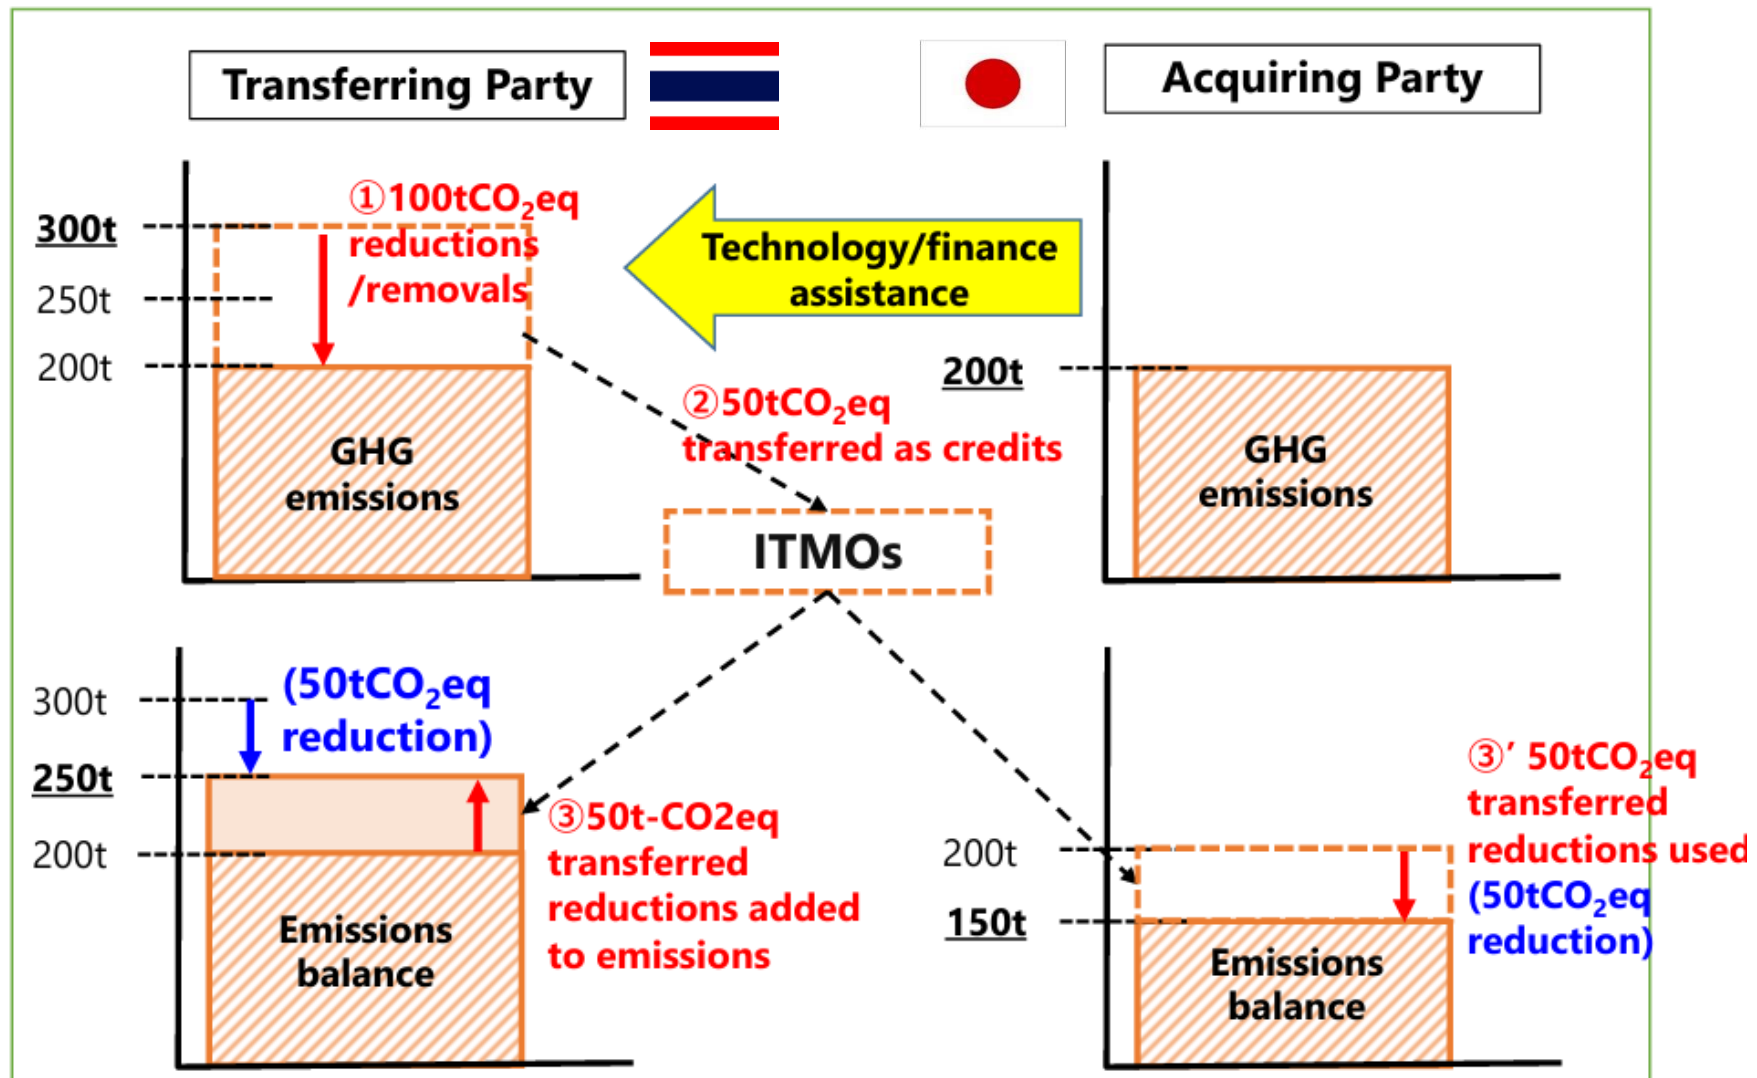 Transferring Party
Acquiring Party
①100tCO₂eq
reductions
/removals
300t
250t
200t
GHG
emissions
Technology/finance
assistance
②50tCO₂eq
transferred as credits
ITMOs
200t
GHG
emissions
300t
250t
200t
(50tCO₂eq
reduction)
Emissions
balance
③50t-CO2eq
transferred
reductions added
to emissions
200t
150t
Emissions
balance
③’ 50tCO₂eq
transferred
reductions used
(50tCO₂eq
reduction)